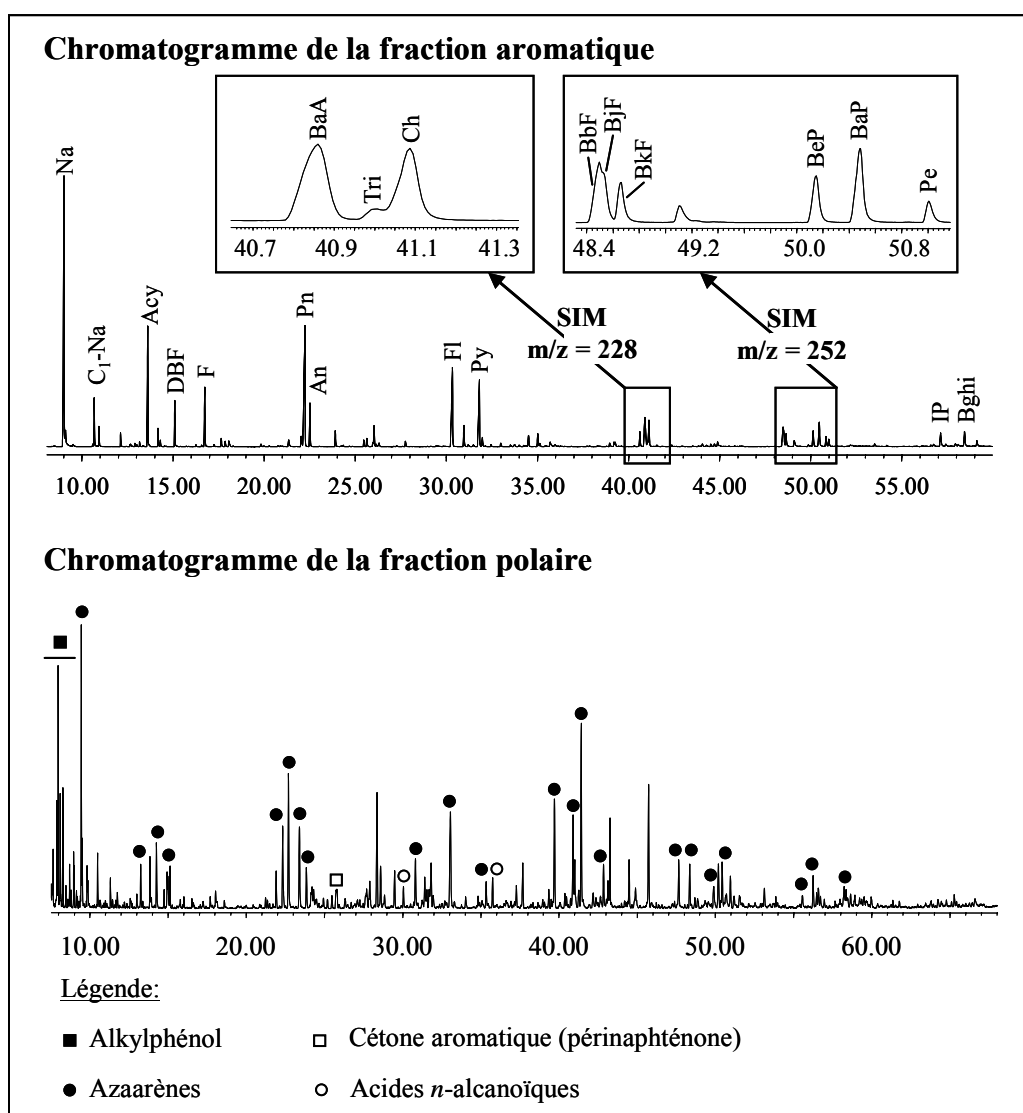 Chromatogramme de la fraction aromatique
BaA
Tri
Ch
40.7 40.9 41.1 41.3
BbF
BjF
BkF
BeP
BaP
Pe
48.4 49.2 50.0 50.8
SIM
m/z = 228
SIM
m/z = 252
Na
C1-Na
Acy
DBF
F
Pn
An
Fl
Py
IP
Bghi
10.00 15.00 20.00 25.00 30.00 35.00 40.00 45.00 50.00 55.00
Chromatogramme de la fraction polaire
10.00 20.00 30.00 40.00 50.00 60.00
Légende:
Alkylphénol
Cétone aromatique (périnaphténone)
Azaarènes
Acides n-alcanoïques